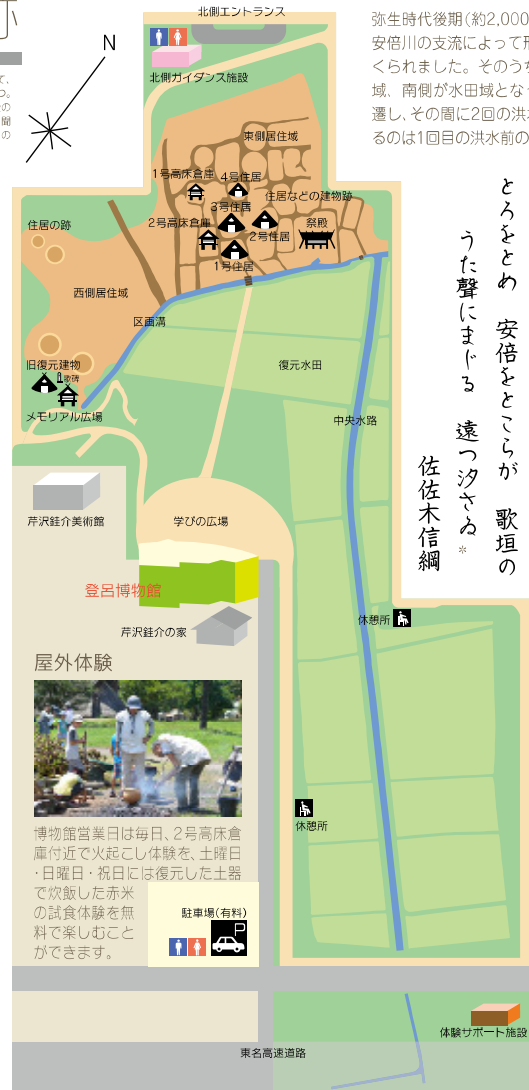 北側エントランス
弥生時代後期(約2,000
安倍川の支流によって形
くられました。そのうち
域、南側が水田域とな
遷し、その間に2回の洪水
るのは1回目の洪水前の
N
北側ガイダンス施設
東側居住域
1号高床倉庫
4号住居
3号住居
住居などの建物跡
2号高床倉庫
2号住居
祭殿
1号住居
住居の跡
西側居住域
区画溝
旧復元建物
歌碑
メモリアル広場
復元水田
中央水路
とろをとめ 安倍をとこらが 歌垣の
うた聲にまじる 遠つ汐さゐ*
佐佐木信綱
芹沢銈介美術館
学びの広場
登呂博物館
芹沢銈介の家
休憩所
屋外体験
博物館営業日は毎日、2号高床倉
庫付近で火起こし体験を、土曜日
・日曜日・祝日には復元した土器
で炊飯した赤米
の試食体験を無
料で楽しむこと
ができます。
休憩所
駐車場(有料)
P
体験サポート施設
東名高速道路